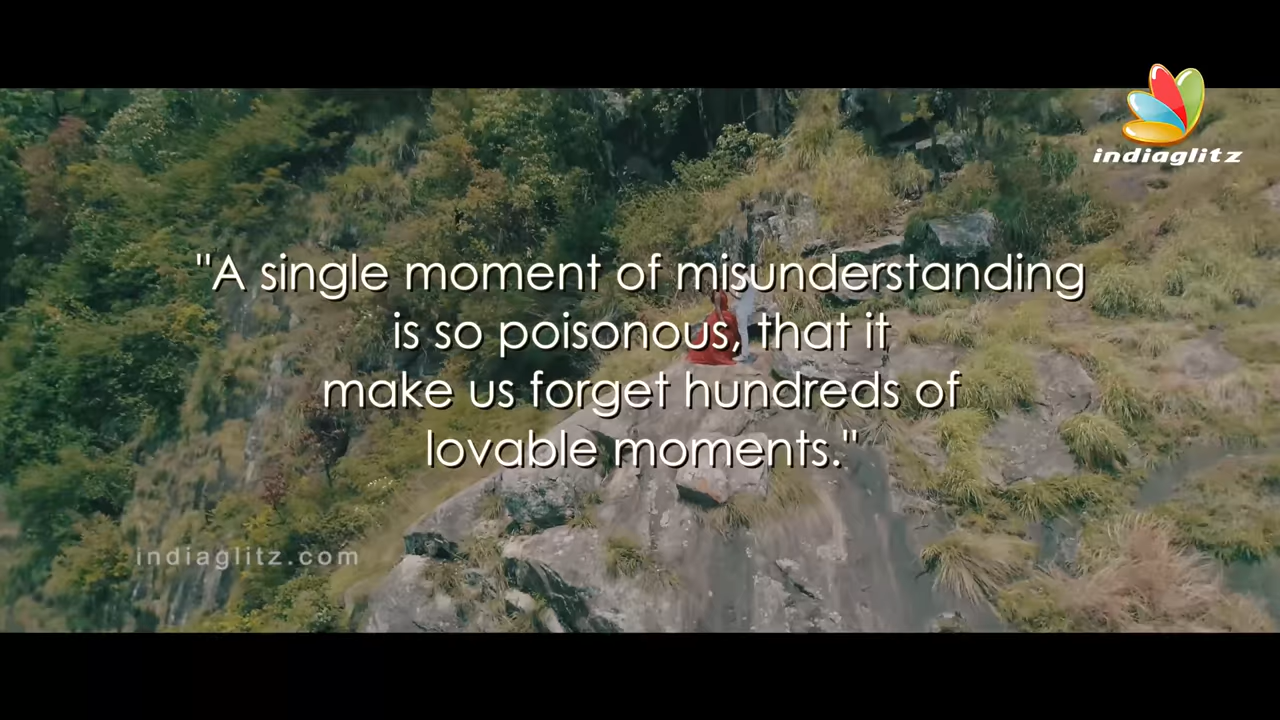 indiaglitz
"A single moment of misunderstanding
is so poisonous, that it
make us forget hundreds of
lovable moments."
indiaglitz.com